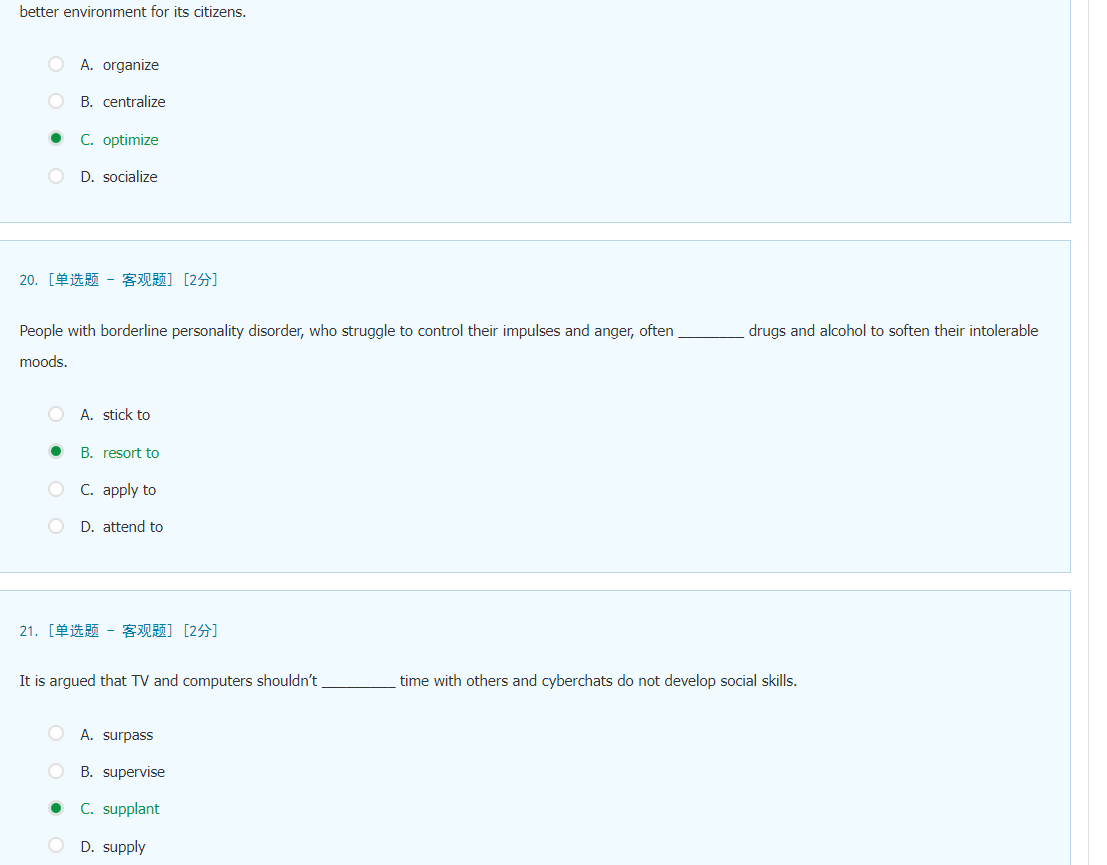 better environment for its citizens.
A. organize
B. centralize
C. optimize
D. socialize
20. [单选题 - 客观题] [2分]
People with borderline personality disorder, who struggle to control their impulses and anger, often ________ drugs and alcohol to soften their intolerable
moods.
A. stick to
B. resort to
C. apply to
D. attend to
21. [单选题 - 客观题] [2分]
It is argued that TV and computers shouldn’t _________ time with others and cyberchats do not develop social skills.
A. surpass
B. supervise
C. supplant
D. supply